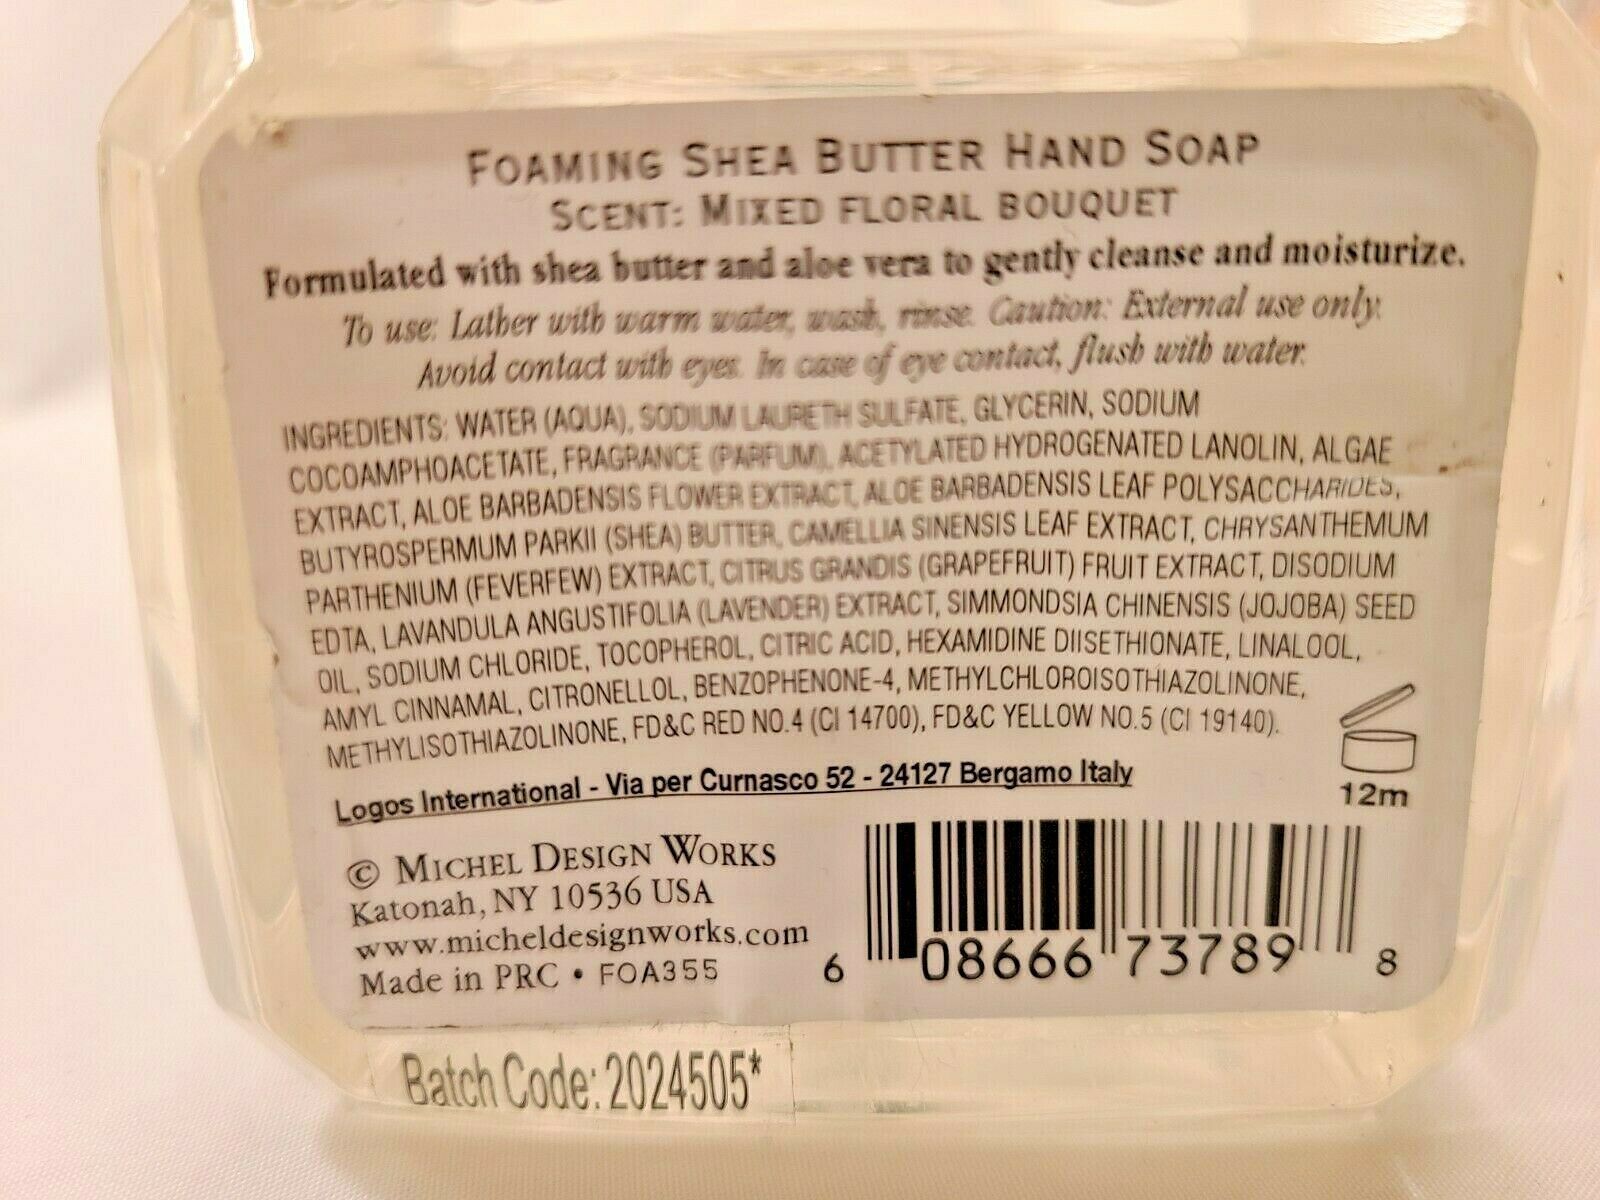 FOAMING SHEA BUTTER HAND SOAP
SCENT: MIXED FLORAL BOUQUET
Formulated with shea butter and aloe vera to gently cleanse and moisturize.
To use: Lather with warm water, wash, rinse. Caution: External use only.
Avoid contact with eyes. In case of eye contact, flush with water.
INGREDIENTS: WATER (AQUA), SODIUM LAURETH SULFATE, GLYCERIN, SODIUM
COCOAMPHOACETATE, FRAGRANCE (PARFUM), ACETYLATED HYDROGENATED LANOLIN, ALGAE
EXTRACT, ALOE BARBADENSIS FLOWER EXTRACT, ALOE BARBADENSIS LEAF POLYSACCHARIDES,
BUTYROSPERMUM PARKII (SHEA) BUTTER, CAMELLIA SINENSIS LEAF EXTRACT, CHRYSANTHEMUM
PARTHENIUM (FEVERFEW) EXTRACT, CITRUS GRANDIS (GRAPEFRUIT) FRUIT EXTRACT, DISODIUM
EDTA, LAVANDULA ANGUSTIFOLIA (LAVENDER) EXTRACT, SIMMONDSIA CHINENSIS (JOJOBA) SEED
OIL, SODIUM CHLORIDE, TOCOPHEROL, CITRIC ACID, HEXAMIDINE DIISETHIONATE, LINALOOL,
AMYL CINNAMAL, CITRONELLOL, BENZOPHENONE-4, METHYLCHLOROISOTHIAZOLINONE,
METHYLISOTHIAZOLINONE, FD&C RED NO.4 (CI 14700), FD&C YELLOW NO.5 (CI 19140).
12m
Logos International - Via per Curnasco 52 - 24127 Bergamo Italy
© MICHEL DESIGN WORKS
Katonah, NY 10536 USA
www.micheldesignworks.com
Made in PRC • FOA355
6 08666 73789 8
Batch Code: 2024505*